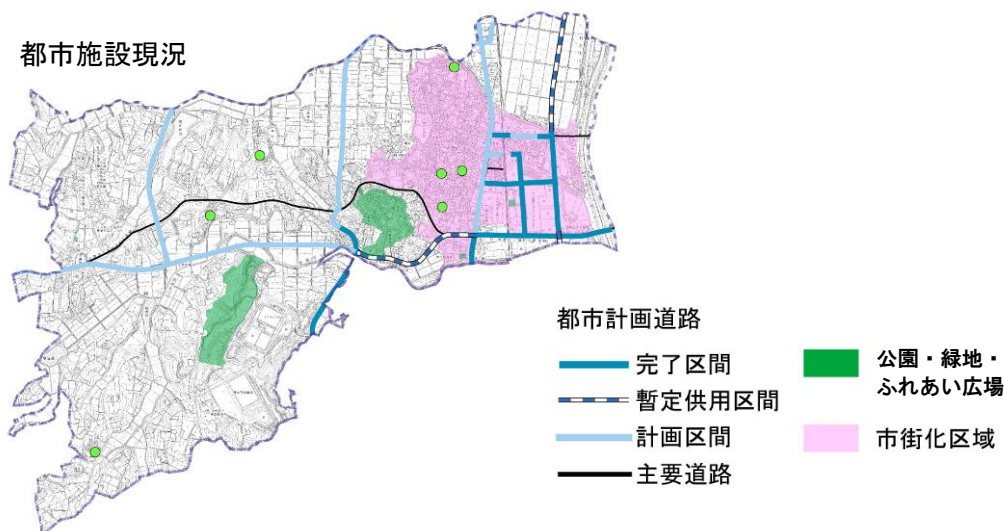 都市施設現況
都市計画道路
完了区間
暫定供用区間
計画区間
主要道路
公園・緑地・
ふれあい広場
市街化区域